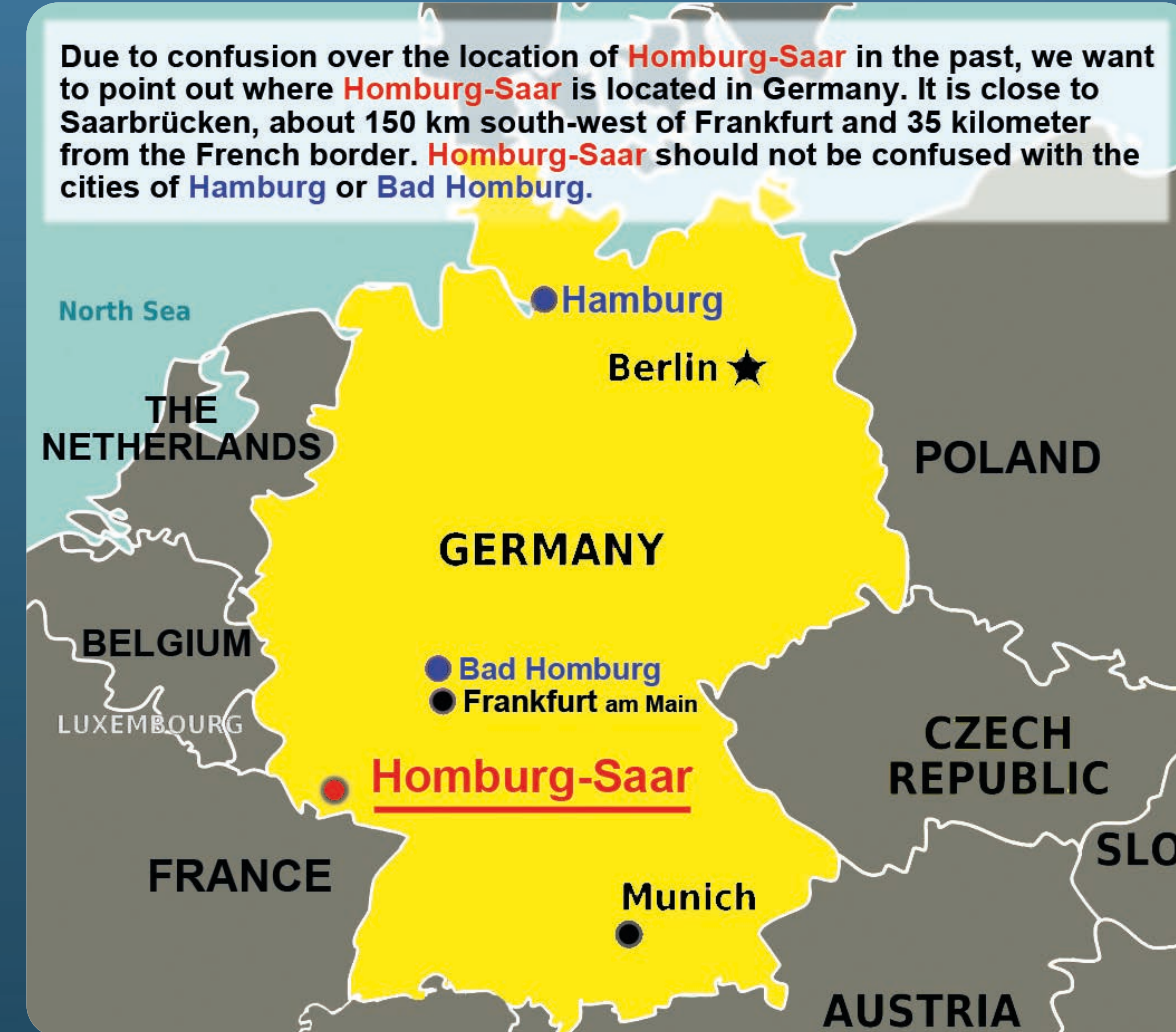 Due to confusion over the location of Homburg-Saar in the past, we want
to point out where Homburg-Saar is located in Germany. It is close to
Saarbrücken, about 150 km south-west of Frankfurt and 35 kilometer
from the French border. Homburg-Saar should not be confused with the
cities of Hamburg or Bad Homburg.
Hamburg
North Sea
Berlin
THE
NETHERLANDS
POLAND
GERMANY
BELGIUM
Bad Homburg
Frankfurt am Main
LUXEMBOURG
CZECH
REPUBLIC
Homburg-Saar
SLO
FRANCE
Munich
AUSTRIA